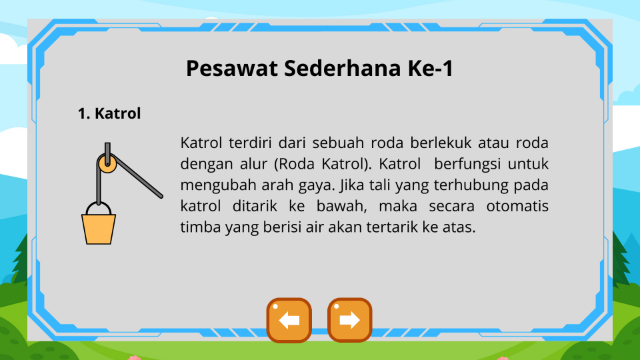 Pesawat Sederhana Ke-1
1. Katrol
Katrol terdiri dari sebuah roda berlekuk atau roda
dengan alur (Roda Katrol). Katrol berfungsi untuk
mengubah arah gaya. Jika tali yang terhubung pada
katrol ditarik ke bawah, maka secara otomatis
timba yang berisi air akan tertarik ke atas.